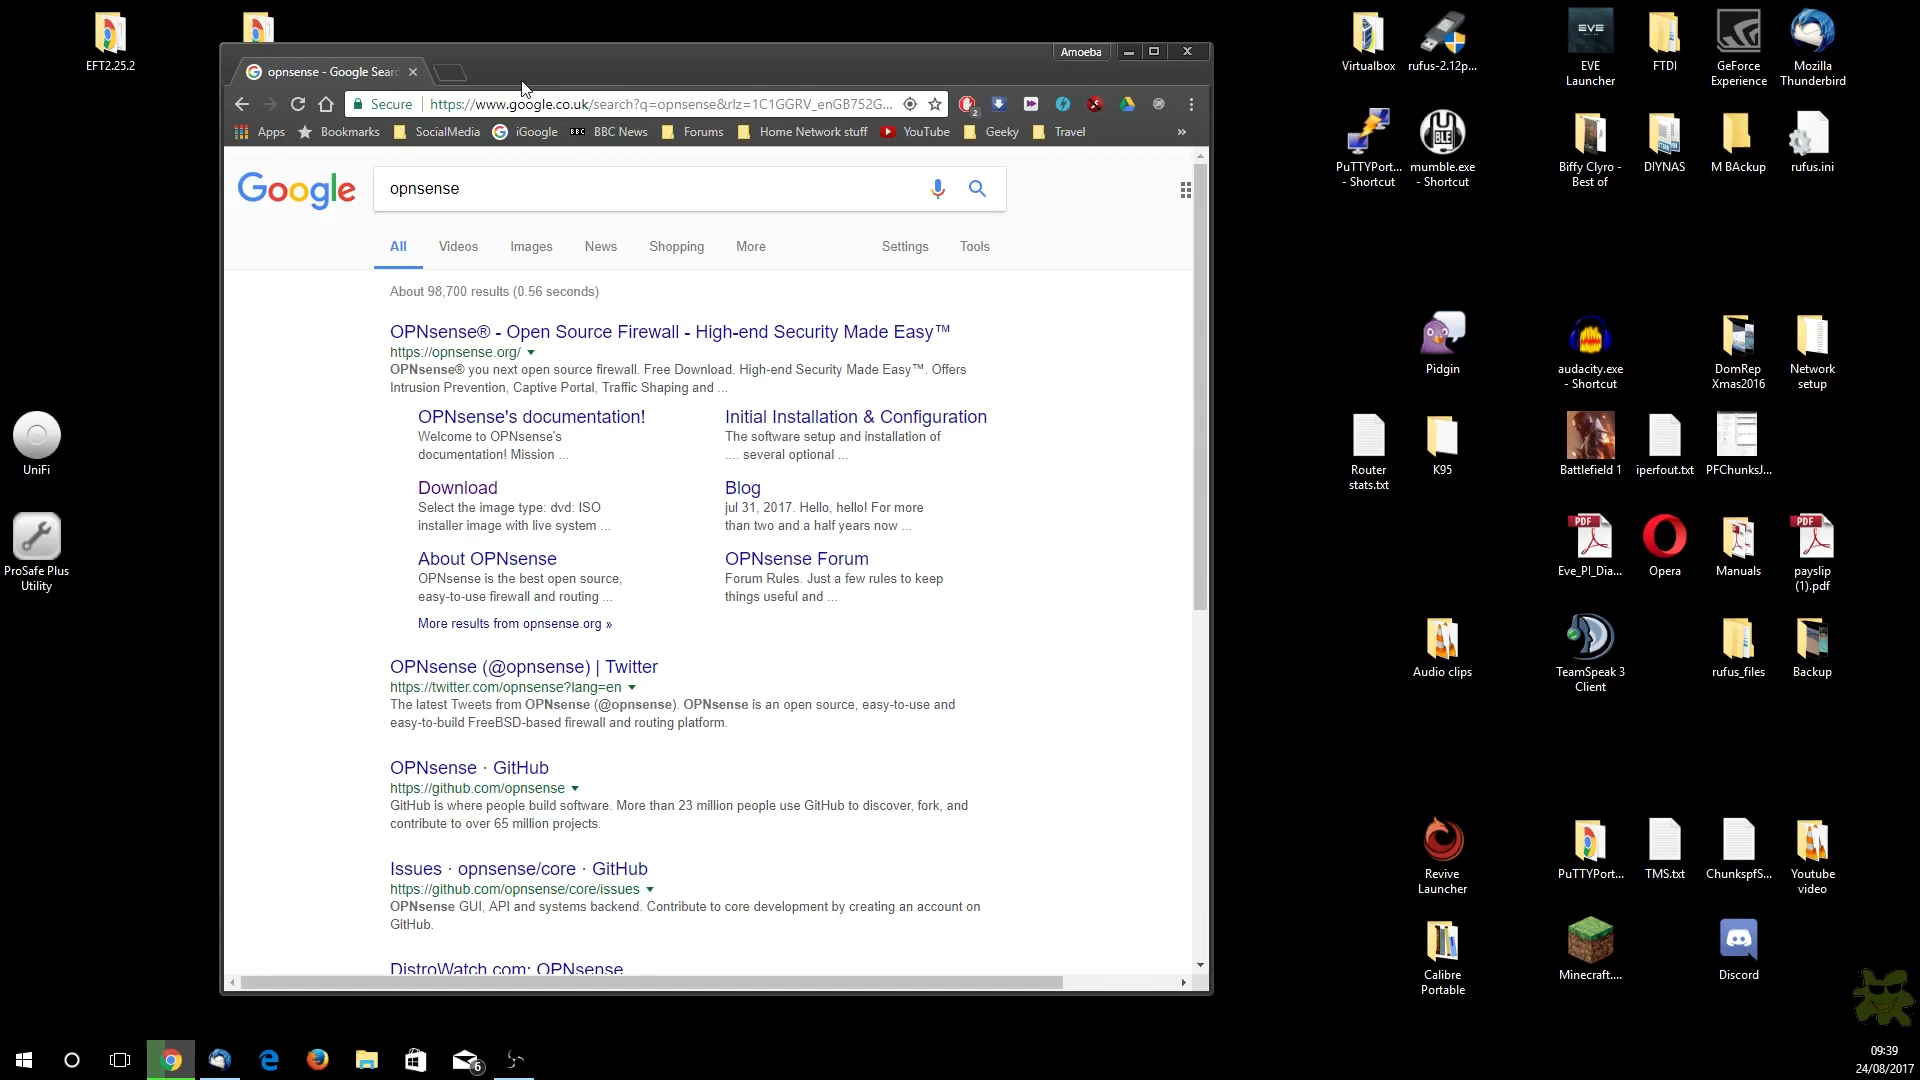 EFT2.25.2
Amoeba
opnsense - Google Sear
Secure
https://www.google.co.uk/search?q=opnsense&rlz=1C1GGRV_enGB752G...
2
Apps
Bookmarks
SocialMedia
iGoogle
BBC
BBC News
Forums
Home Network stuff
YouTube
Geeky
Travel
»
Google
opnsense
All
Videos
Images
News
Shopping
More
Settings
Tools
About 98,700 results (0.56 seconds)
OPNsense® - Open Source Firewall - High-end Security Made Easy™
https://opnsense.org/
OPNsense® you next open source firewall. Free Download. High-end Security Made Easy™. Offers
Intrusion Prevention, Captive Portal, Traffic Shaping and ...
OPNsense's documentation!
Welcome to OPNsense's
documentation! Mission ...
Initial Installation & Configuration
The software setup and installation of
.... several optional ...
Download
Select the image type: dvd: ISO
installer image with live system ...
Blog
jul 31, 2017. Hello, hello! For more
than two and a half years now ...
About OPNsense
OPNsense is the best open source,
easy-to-use firewall and routing ...
OPNsense Forum
Forum Rules. Just a few rules to keep
things useful and ...
More results from opnsense.org »
OPNsense (@opnsense) | Twitter
https://twitter.com/opnsense?lang=en
The latest Tweets from OPNsense (@opnsense). OPNsense is an open source, easy-to-use and
easy-to-build FreeBSD-based firewall and routing platform.
OPNsense · GitHub
https://github.com/opnsense
GitHub is where people build software. More than 23 million people use GitHub to discover, fork, and
contribute to over 65 million projects.
Issues · opnsense/core · GitHub
https://github.com/opnsense/core/issues
OPNsense GUI, API and systems backend. Contribute to core development by creating an account on
GitHub.
DistroWatch com: OPNsense
UniFi
ProSafe Plus
Utility
Virtualbox
rufus-2.12p...
EVE
EVE
Launcher
FTDI
GeForce
Experience
Mozilla
Thunderbird
PuTTYPort...
- Shortcut
mumble.exe
- Shortcut
Biffy Clyro -
Best of
DIYNAS
M BAckup
rufus.ini
Pidgin
audacity.exe
- Shortcut
DomRep
Xmas2016
Network
setup
Router
stats.txt
K95
Battlefield 1
iperfout.txt
PFChunksJ...
PDF
Eve_PI_Dia...
Opera
Manuals
PDF
payslip
(1).pdf
Audio clips
TeamSpeak 3
Client
rufus_files
Backup
Revive
Launcher
PuTTYPort...
TMS.txt
ChunkspfS...
Youtube
video
Calibre
Portable
Minecraft....
Discord
6
09:39
24/08/2017